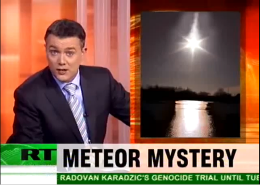 RT METEOR MYSTERY
RADOVAN KARADZIC'S GENOCIDE TRIAL UNTIL TUE